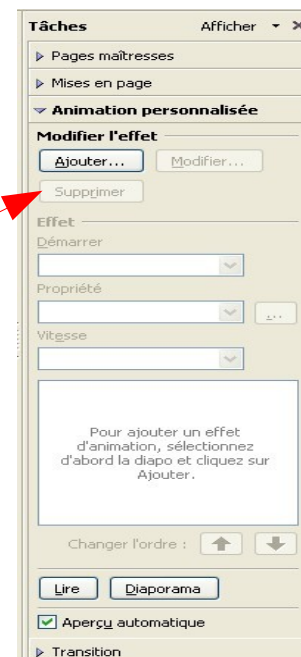 Tâches Afficher
Pages maîtresses
Mises en page
Animation personnalisée
Modifier l'effet
Ajouter... Modifier...
Supprimer
Effet
Démarrer
Propriété
...
Vitesse
Pour ajouter un effet
d'animation, sélectionnez
d'abord la diapo et cliquez sur
Ajouter.
Changer l'ordre :
Lire Diaporama
Aperçu automatique
Transition